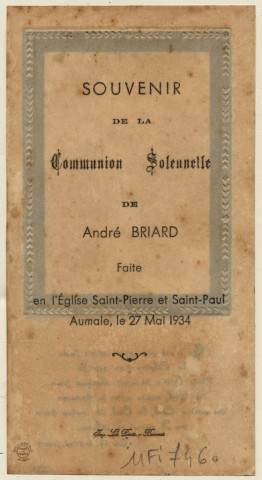 SOUVENIR
DE LA
Communion Solennelle
DE
André BRIARD
Faite
en l'Église Saint-Pierre et Saint-Paul
Aumale, le 27 Mai 1934
11Fi746